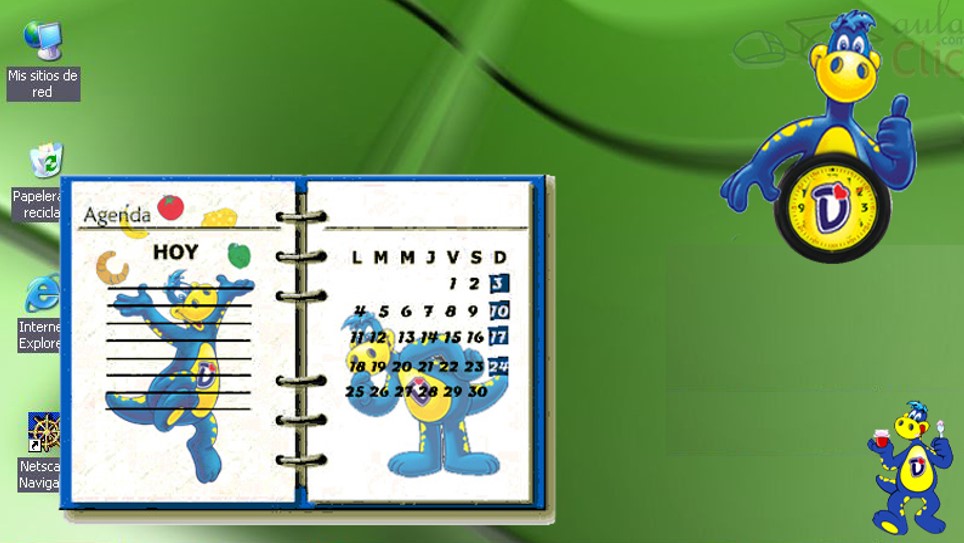 Mis sitios de
red
Papelera
recicla
Interne
Explore
Netsca
Naviga
aula
.com
Clic
Agenda
HOY
L M M J V S D
1 2 3
4 5 6 7 8 9 10
11 12 13 14 15 16 17
18 19 20 21 22 23 24
25 26 27 28 29 30
D
9 3
D
D
D